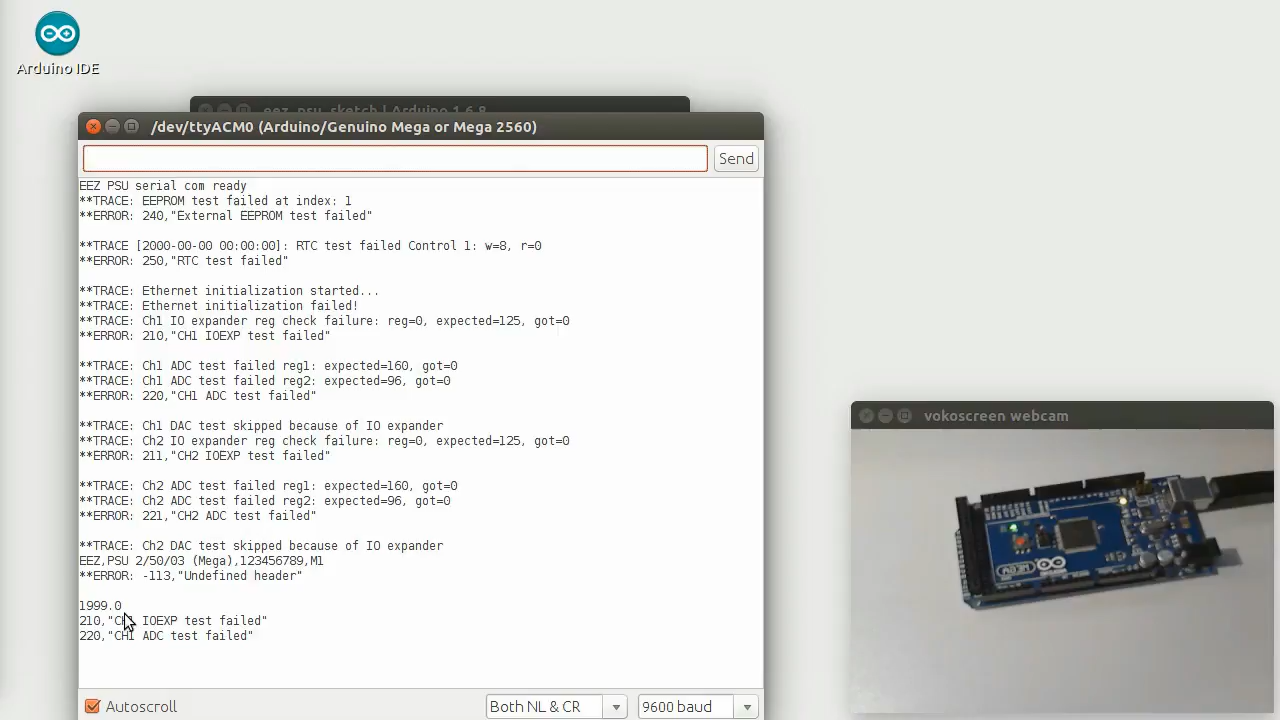 Arduino IDE
eez_psu_sketch | Arduino 1.6.8
/dev/ttyACM0 (Arduino/Genuino Mega or Mega 2560)
Send
EEZ PSU serial com ready
**TRACE: EEPROM test failed at index: 1
**ERROR: 240,"External EEPROM test failed"
**TRACE [2000-00-00 00:00:00]: RTC test failed Control 1: w=8, r=0
**ERROR: 250,"RTC test failed"
**TRACE: Ethernet initialization started...
**TRACE: Ethernet initialization failed!
**TRACE: Ch1 IO expander reg check failure: reg=0, expected=125, got=0
**ERROR: 210,"CH1 IOEXP test failed"
**TRACE: Ch1 ADC test failed reg1: expected=160, got=0
**TRACE: Ch1 ADC test failed reg2: expected=96, got=0
**ERROR: 220,"CH1 ADC test failed"
**TRACE: Ch1 DAC test skipped because of IO expander
**TRACE: Ch2 IO expander reg check failure: reg=0, expected=125, got=0
**ERROR: 211,"CH2 IOEXP test failed"
**TRACE: Ch2 ADC test failed reg1: expected=160, got=0
**TRACE: Ch2 ADC test failed reg2: expected=96, got=0
**ERROR: 221,"CH2 ADC test failed"
**TRACE: Ch2 DAC test skipped because of IO expander
EEZ,PSU 2/50/03 (Mega),123456789,M1
**ERROR: -113,"Undefined header"
1999.0
210,"CH1 IOEXP test failed"
220,"CH1 ADC test failed"
Autoscroll
Both NL & CR
9600 baud
vokoscreen webcam